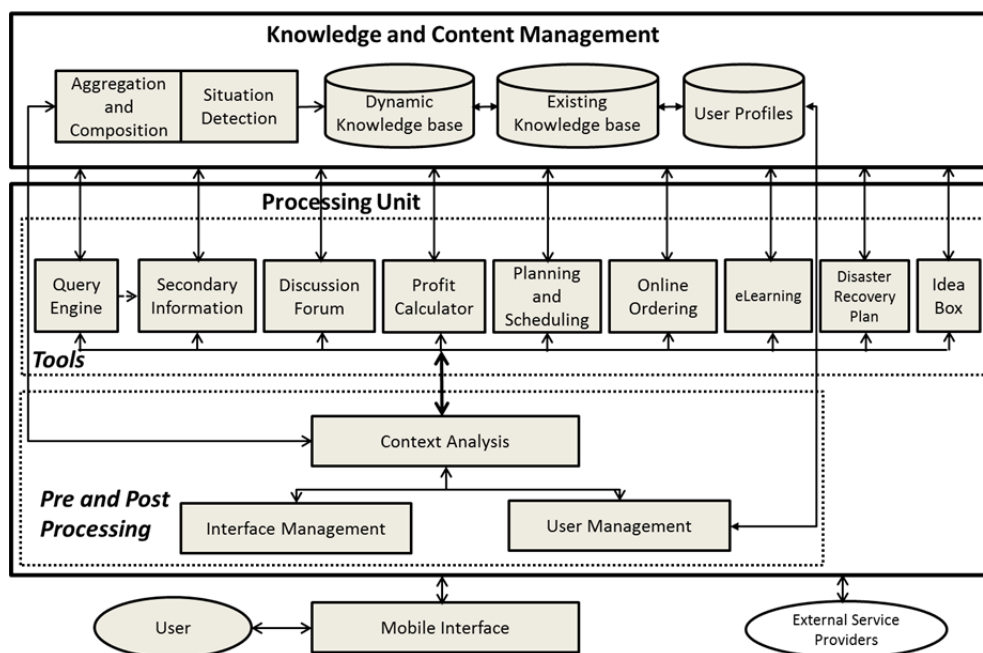 Knowledge and Content Management
Aggregation
and
Composition
Situation
Detection
Dynamic
Knowledge base
Existing
Knowledge base
User Profiles
Processing Unit
Query
Engine
Secondary
Information
Discussion
Forum
Profit
Calculator
Planning
and
Scheduling
Online
Ordering
eLearning
Disaster
Recovery
Plan
Idea
Box
Tools
Context Analysis
Pre and Post
Processing
Interface Management
User Management
User
Mobile Interface
External Service
Providers